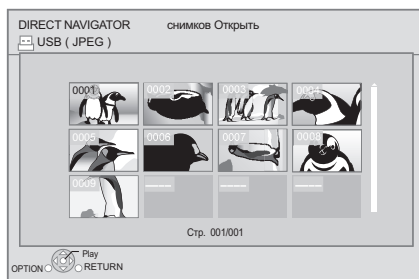 DIRECT NAVIGATOR снимков Открыть
USB ( JPEG )
0001 0002 0003 0004
0005 0006 0007 0008
0009
Стр. 001/001
Play
OPTION RETURN